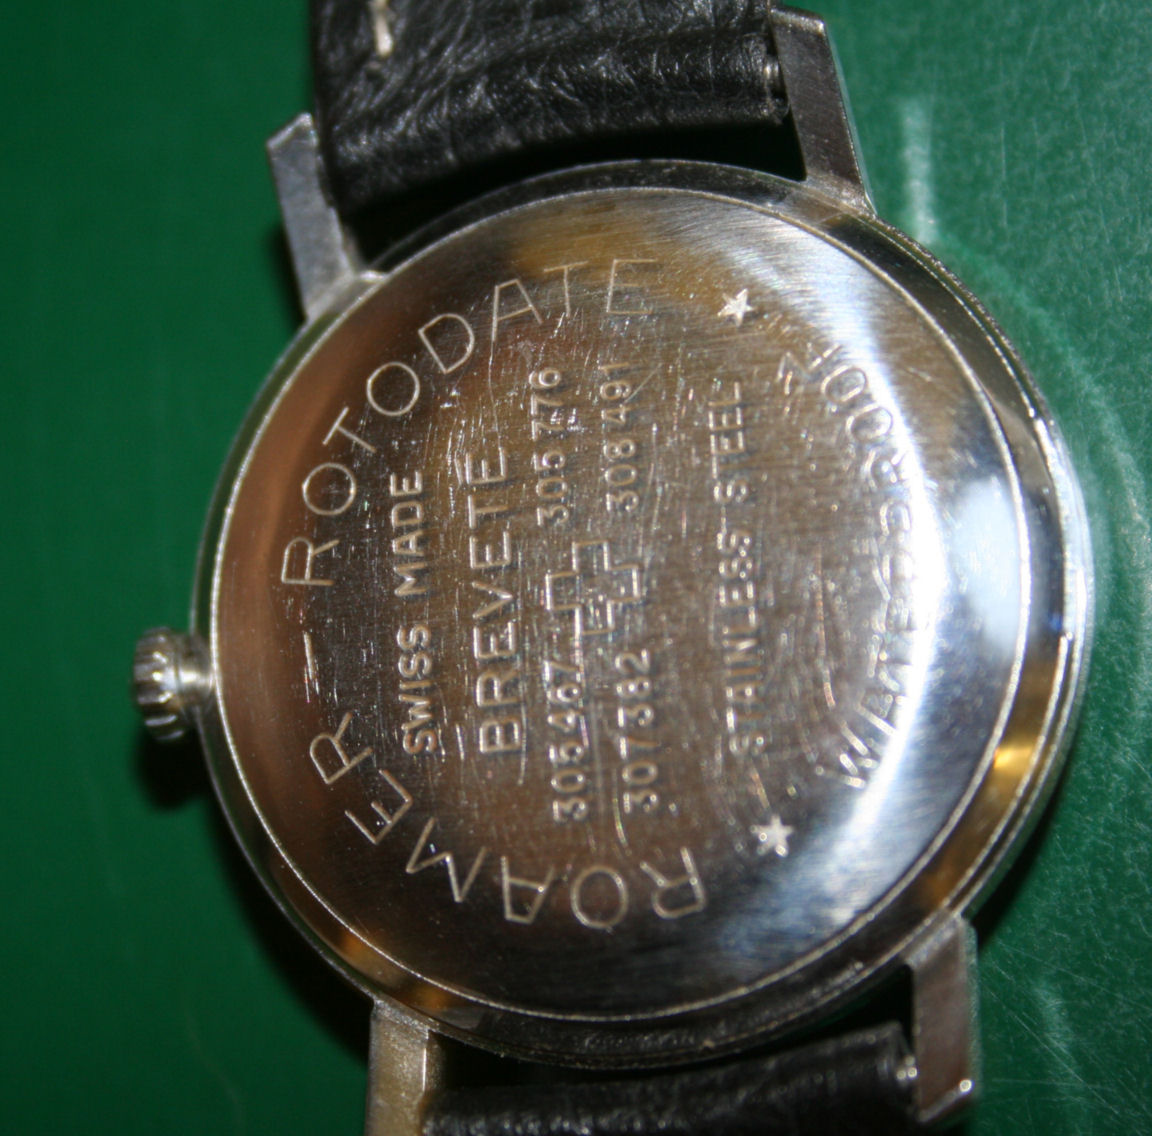 ROAMER - ROTODATE
SWISS MADE
BREVETE
305467 305776
307382 308491
STAINLESS STEEL
WATERPROOF